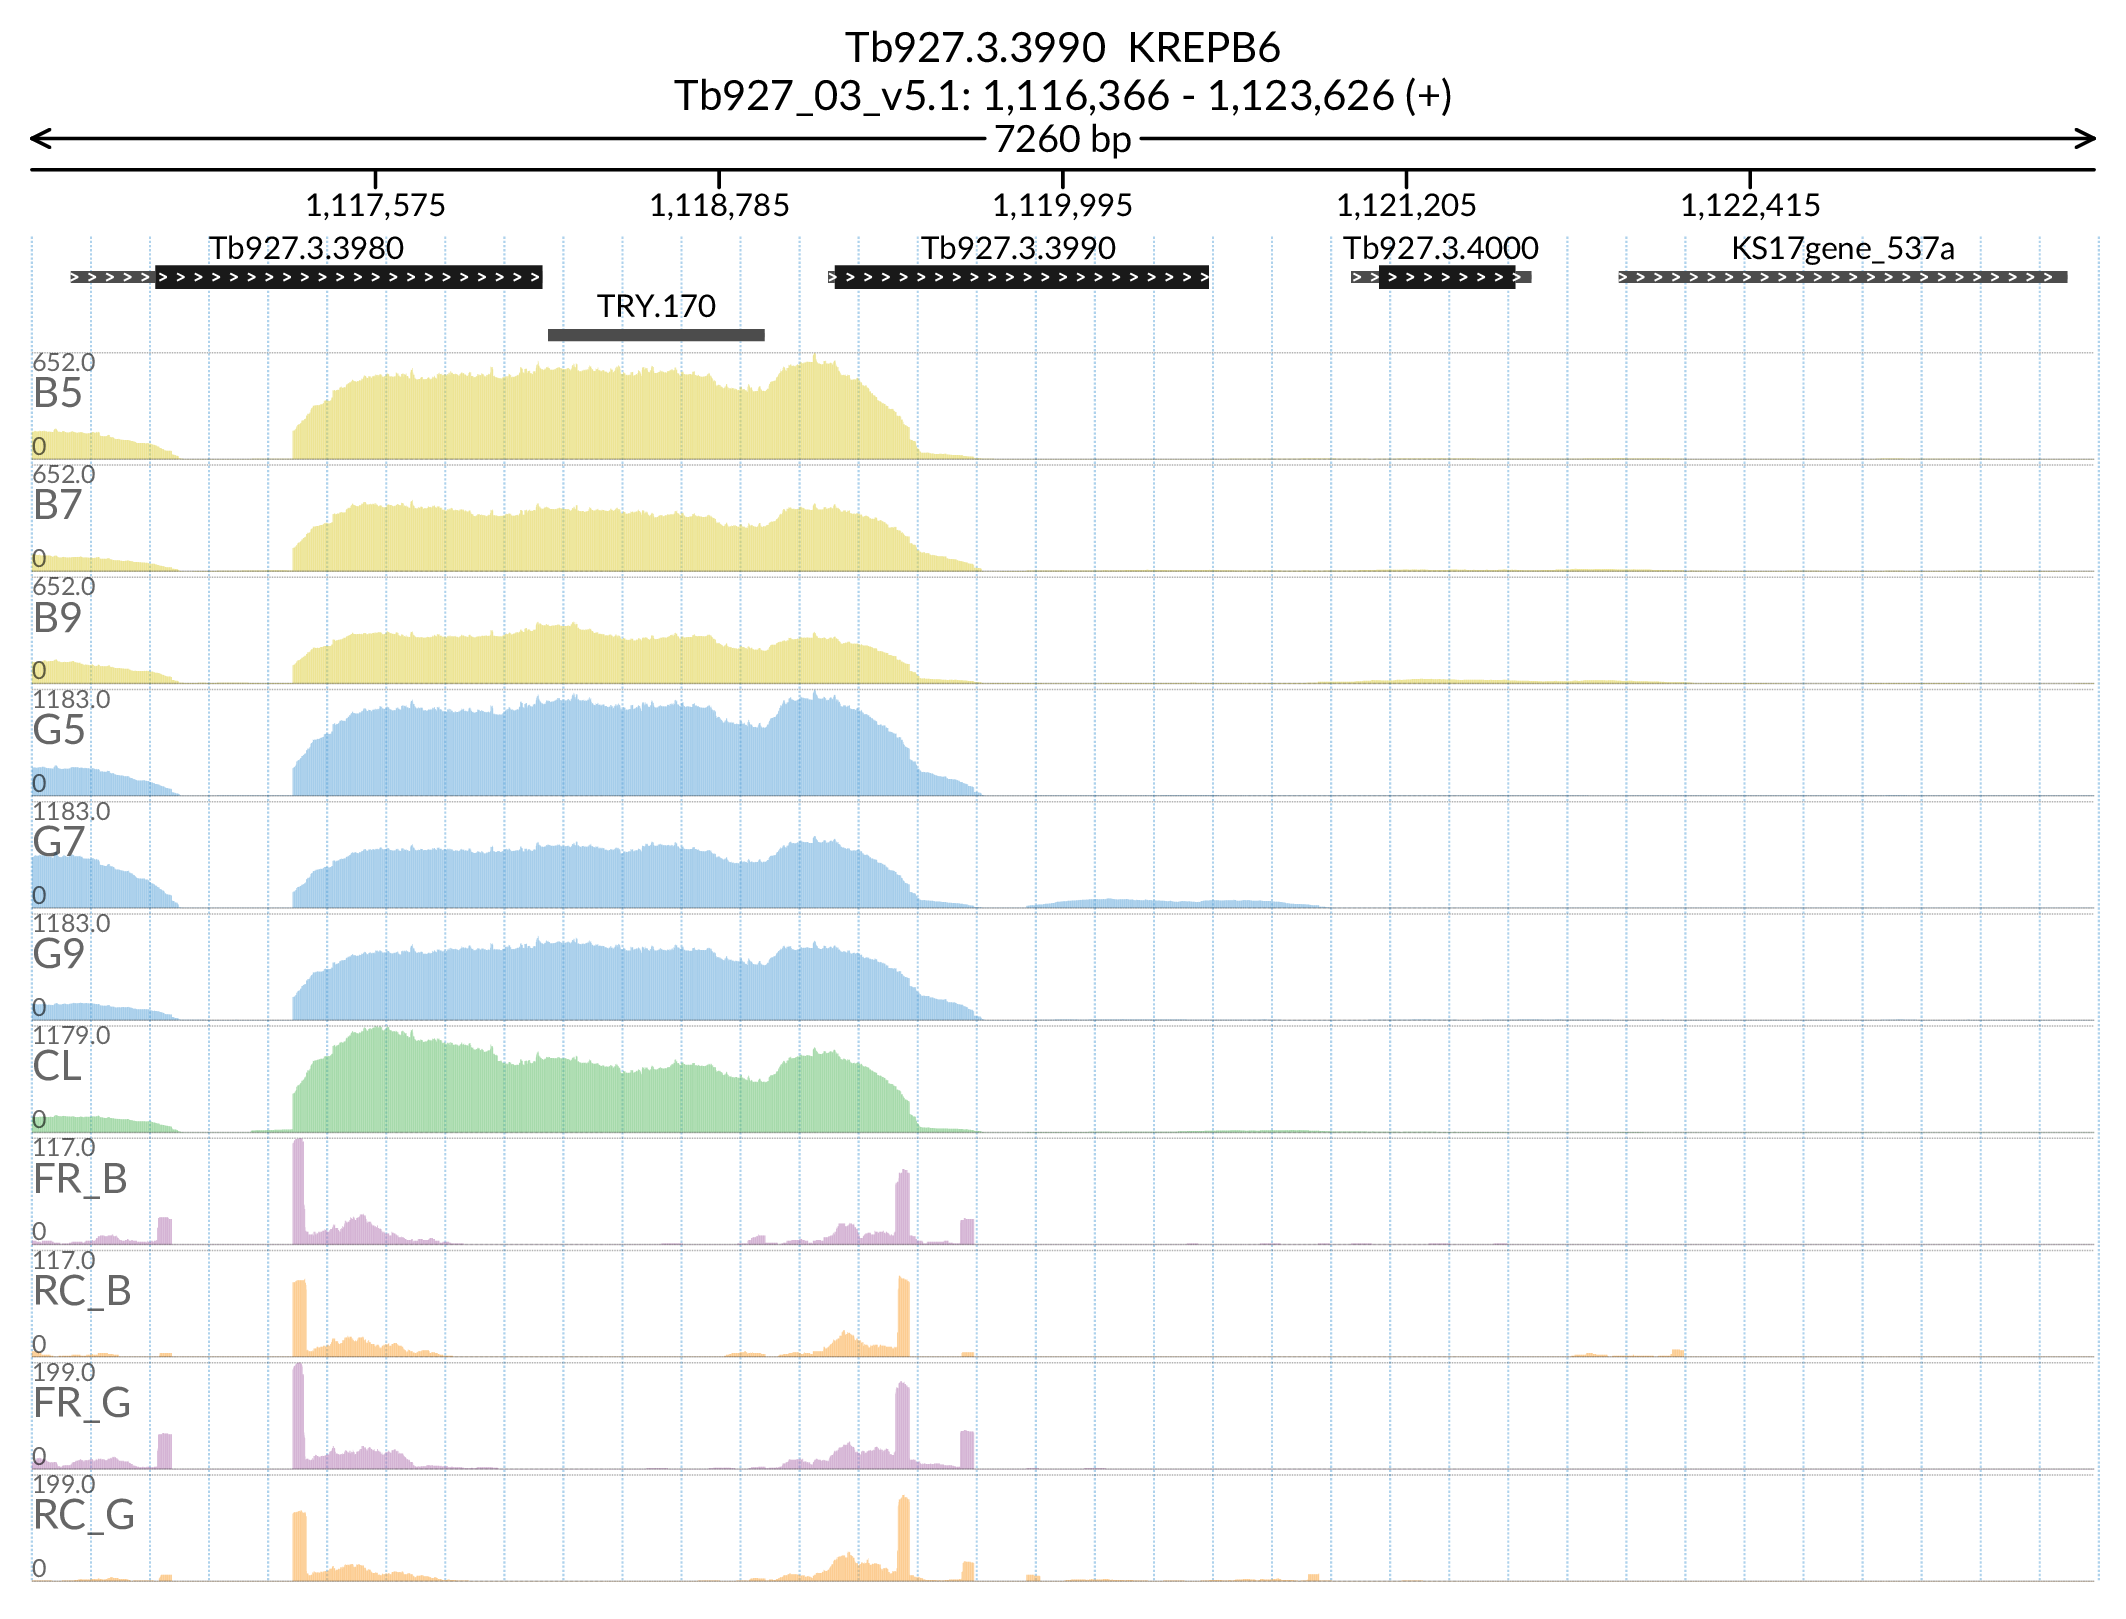 Tb927.3.3990 KREPB6
Tb927_03_v5.1: 1,116,366 - 1,123,626 (+)
7260 bp
1,117,575 1,118,785 1,119,995 1,121,205 1,122,415
Tb927.3.3980 Tb927.3.3990 Tb927.3.4000 KS17gene_537a
TRY.170
652.0
B5
0
652.0
B7
0
652.0
B9
0
1183.0
G5
0
1183.0
G7
0
1183.0
G9
0
1179.0
CL
0
117.0
FR_B
0
117.0
RC_B
0
199.0
FR_G
0
199.0
RC_G
0